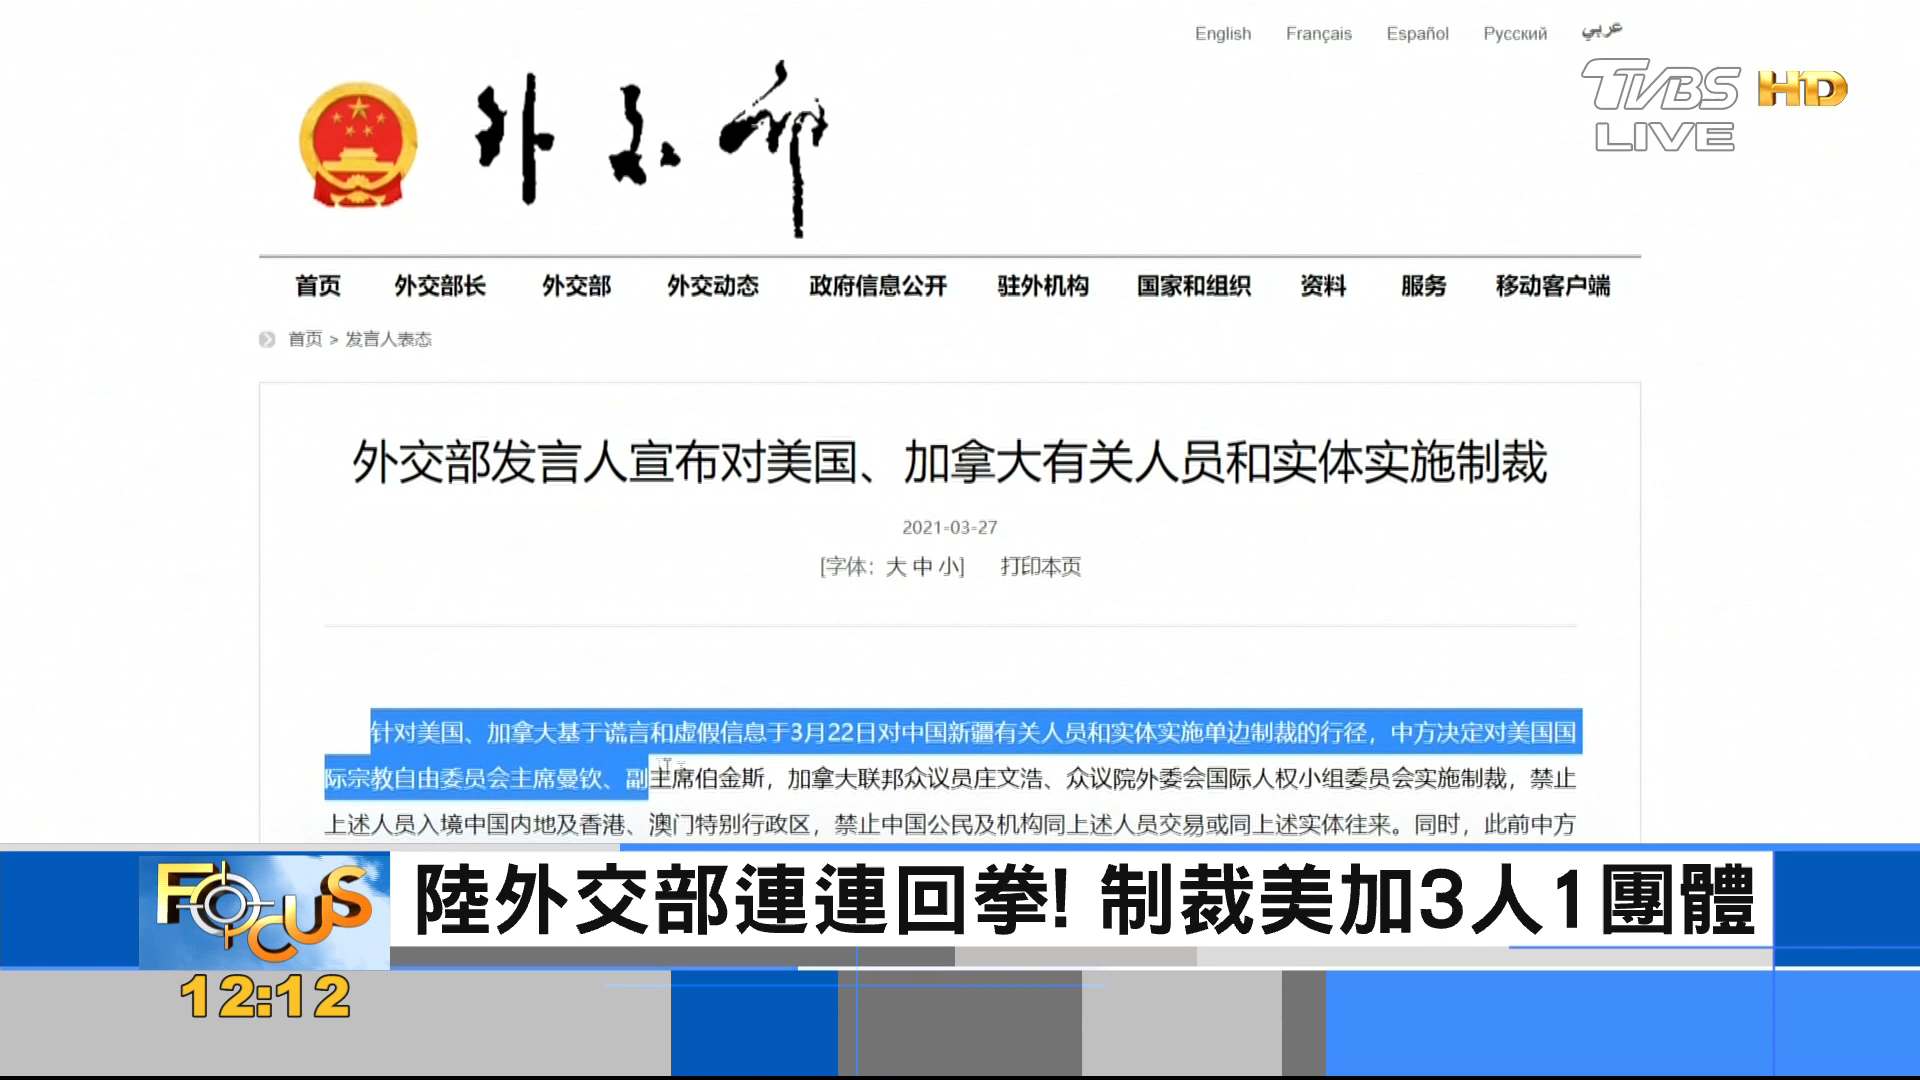 English Français Español Русский عربي
TVBS HD
LIVE
外交部
首页 外交部长 外交部 外交动态 政府信息公开 驻外机构 国家和组织 资料 服务 移动客户端
首页 > 发言人表态
外交部发言人宣布对美国、加拿大有关人员和实体实施制裁
2021-03-27
[字体：大 中 小] 打印本页
针对美国、加拿大基于谎言和虚假信息于3月22日对中国新疆有关人员和实体实施单边制裁的行径，中方决定对美国国
际宗教自由委员会主席曼钦、副主席伯金斯，加拿大联邦众议员庄文浩、众议院外委会国际人权小组委员会实施制裁，禁止
上述人员入境中国内地及香港、澳门特别行政区，禁止中国公民及机构同上述人员交易或同上述实体往来。同时，此前中方
FOCUS
陸外交部連連回拳! 制裁美加3人1團體
12:12